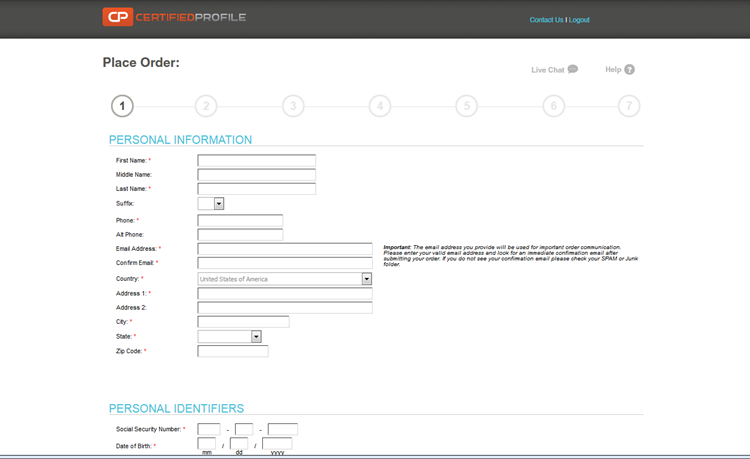 CP CERTIFIEDPROFILE
Contact Us | Logout
Place Order:
Live Chat
Help ?
1 2 3 4 5 6 7
PERSONAL INFORMATION
First Name: *
Middle Name:
Last Name: *
Suffix:
Phone: *
Alt Phone:
Email Address: *
Important: The email address you provide will be used for important order communication.
Please enter your valid email address and look for an immediate confirmation email after
submitting your order. If you do not see your confirmation email please check your SPAM or Junk
folder.
Confirm Email: *
Country: * United States of America
Address 1: *
Address 2:
City: *
State: *
Zip Code: *
PERSONAL IDENTIFIERS
Social Security Number: * - -
Date of Birth: * / /
mm dd yyyy